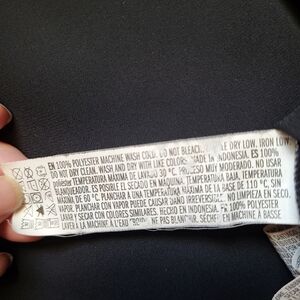 EN 100% POLYESTER MACHINE WASH COLD. DO NOT BLEACH. DRY LOW, IRON LOW.
DO NOT DRY CLEAN. WASH AND DRY WITH LIKE COLORS. MADE IN INDONESIA. ES 100%
poliéster TEMPERATURA MÁXIMA DE LAVADO 30 °C. PROCESO MUY MODERADO. NO USAR
BLANQUEADOR. ES POSIBLE EL SECADO EN MÁQUINA. TEMPERATURA BAJA, TEMPERATURA
MÁXIMA DE 60 °C. PLANCHAR A UNA TEMPERATURA MÁXIMA DE LA BASE DE 110 °C, SIN
VAPOR. PLANCHAR CON VAPOR PUEDE CAUSAR DAÑO IRREVERSIBLE. NO LAVAR EN SECO.
LAVAR Y SECAR CON COLORES SIMILARES. HECHO EN INDONESIA. FR 100% POLYESTER
LAVER À LA MACHINE À L'EAU NE PAS BLANCHIR, SÉCHER EN MACHINE À BASSE